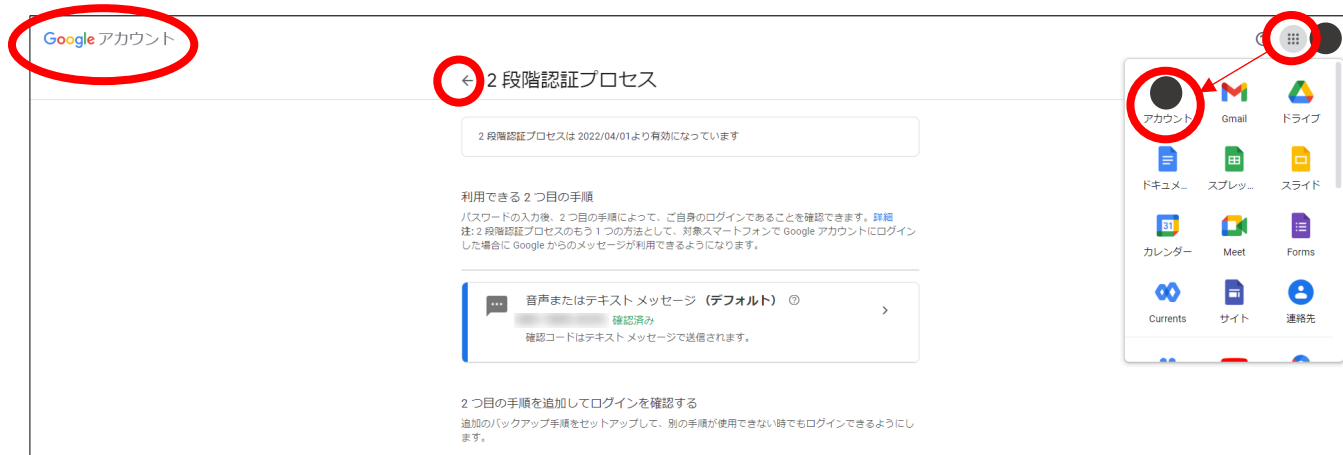 Google アカウント
2 段階認証プロセス
2 段階認証プロセスは 2022/04/01より有効になっています
利用できる 2 つ目の手順
パスワードの入力後、2 つ目の手順によって、ご自身のログインであることを確認できます。詳細
注: 2 段階認証プロセスのもう 1 つの方法として、対象スマートフォンで Google アカウントにログイン
した場合に Google からのメッセージが利用できるようになります。
音声またはテキスト メッセージ （デフォルト）
確認済み
確認コードはテキスト メッセージで送信されます。
2 つ目の手順を追加してログインを確認する
追加のバックアップ手順をセットアップして、別の手順が使用できない時でもログインできるようにし
ます。
アカウント Gmail ドライブ
ドキュメ... スプレッ... スライド
31
カレンダー Meet Forms
Currents サイト 連絡先